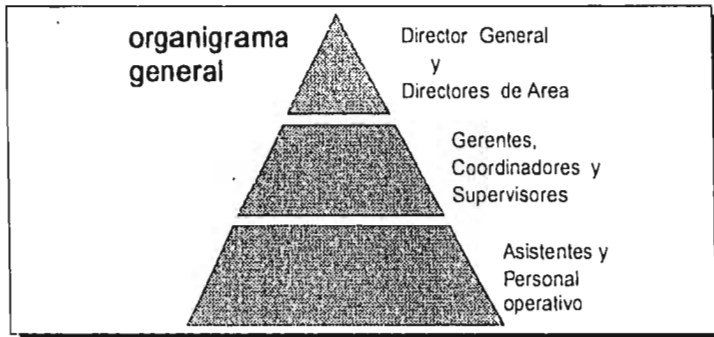 organigrama
general
Director General
y
Directores de Area
Gerentes,
Coordinadores y
Supervisores
Asistentes y
Personal
operativo